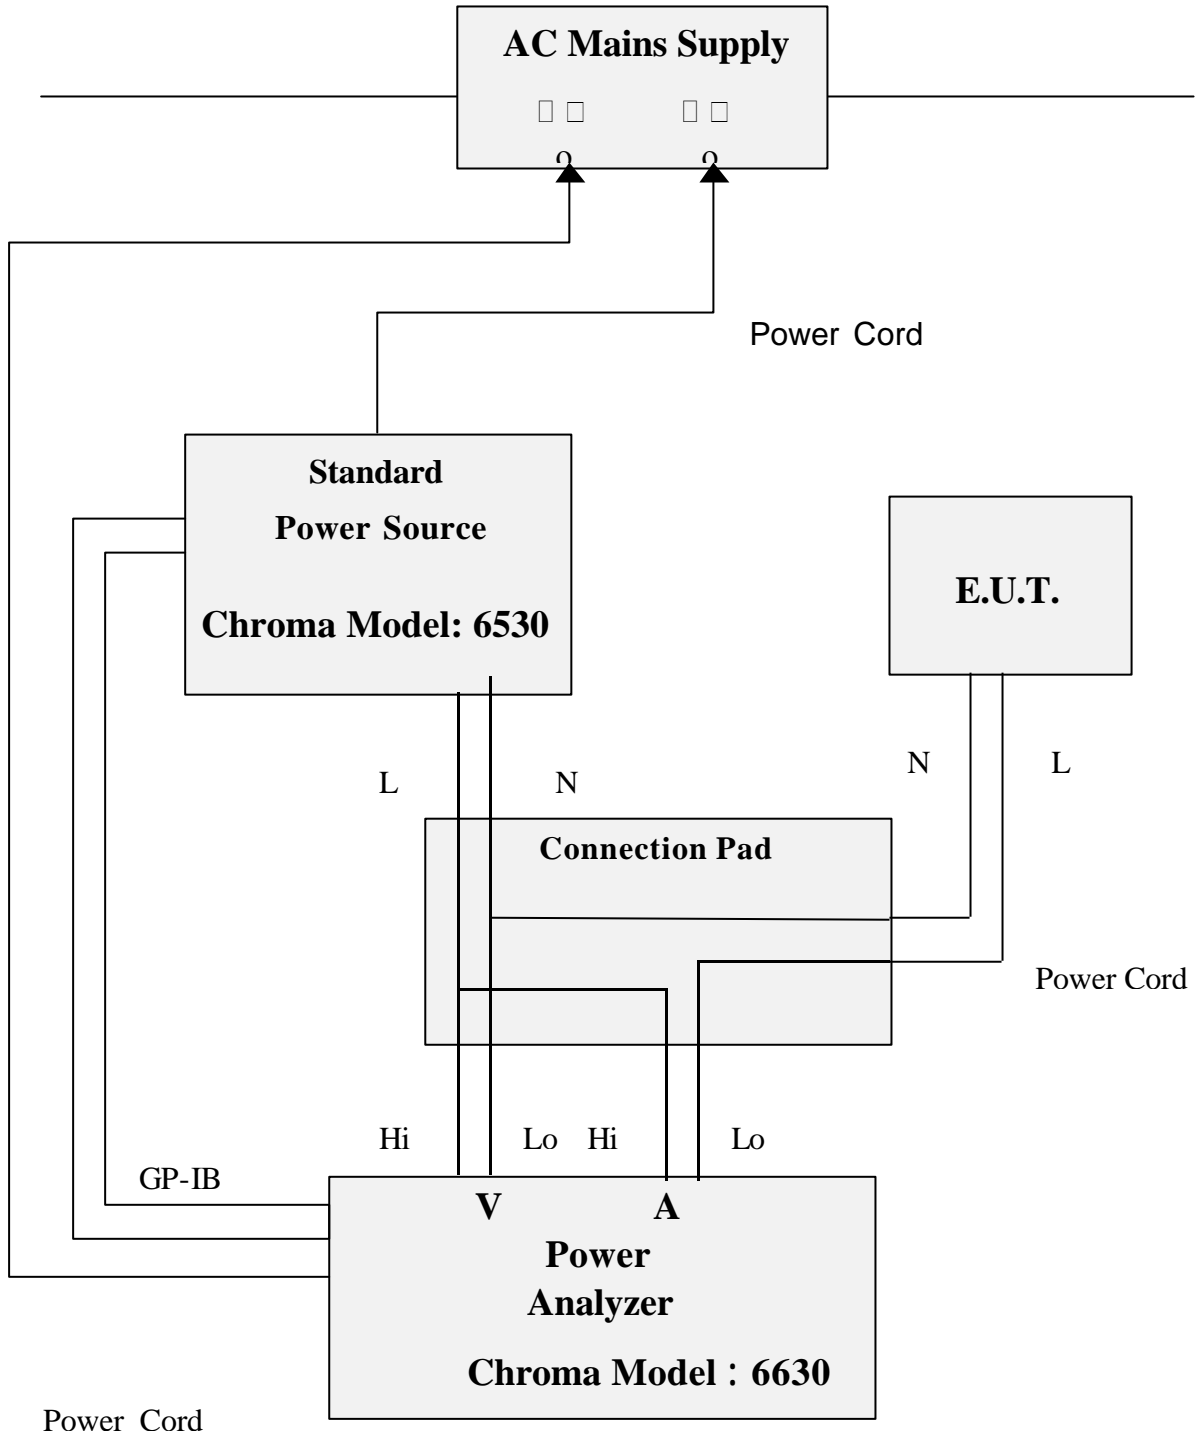 AC Mains Supply
Power Cord
Standard
Power Source
Chroma Model: 6530
E.U.T.
L N
N L
Connection Pad
Power Cord
Hi Lo Hi Lo
GP-IB
V A
Power
Analyzer
Chroma Model : 6630
Power Cord